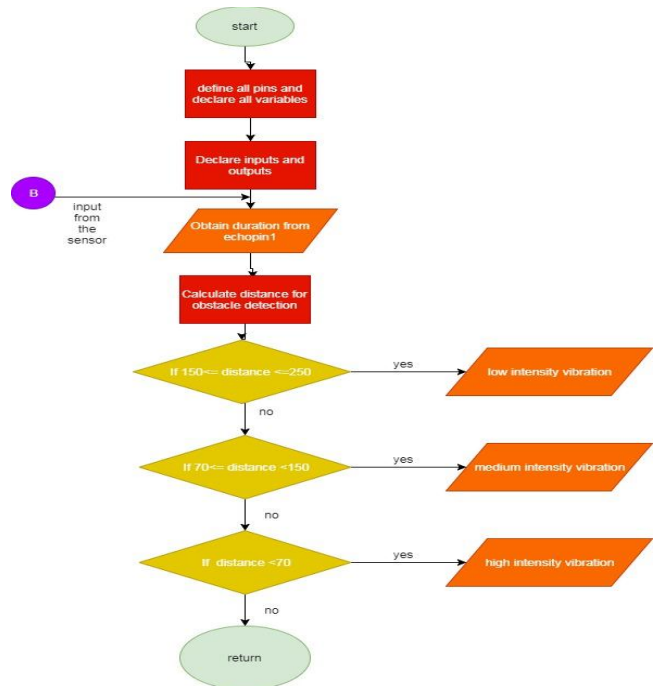 start
define all pins and
declare all variables
Declare inputs and
outputs
B
input
from
the
sensor
Obtain duration from
echopin1
Calculate distance for
obstacle detection
If 150<= distance <=250
yes
low intensity vibration
no
If 70<= distance <150
yes
medium intensity vibration
no
If distance <70
yes
high intensity vibration
no
return